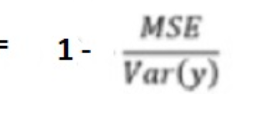 = 1 - MSE / Var(y)